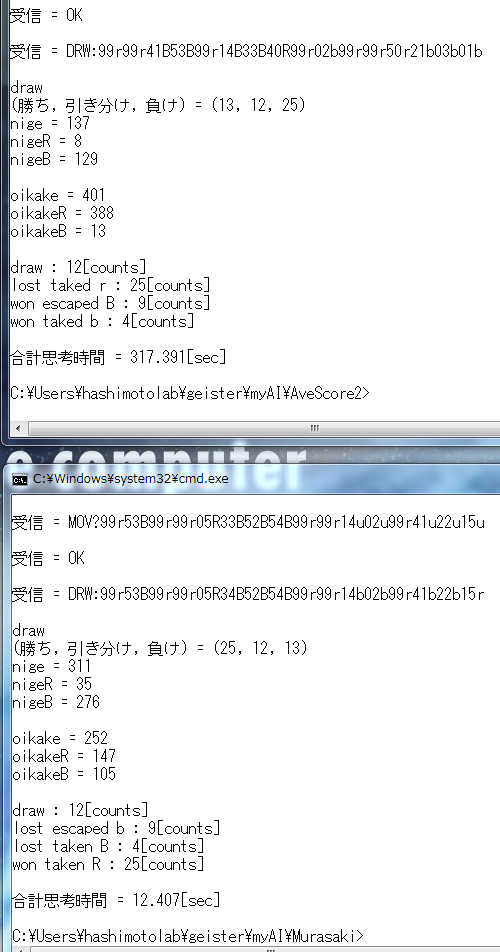 受信 = OK
受信 = DRW:99r99r41B53B99r14B33B40R99r02b99r99r50r21b03b01b
draw
(勝ち, 引き分け, 負け) = (13, 12, 25)
nige = 137
nigeR = 8
nigeB = 129
oikake = 401
oikakeR = 388
oikakeB = 13
draw : 12[counts]
lost taked r : 25[counts]
won escaped B : 9[counts]
won taked b : 4[counts]
合計思考時間 = 317.391[sec]
C:¥Users¥hashimotolab¥geister¥myAI¥AveScore2>
e computer
C:¥Windows¥system32¥cmd.exe
受信 = MOV?99r53B99r99r05R33B52B54B99r99r14u02u99r41u22u15u
受信 = OK
受信 = DRW:99r53B99r99r05R34B52B54B99r99r14b02b99r41b22b15r
draw
(勝ち, 引き分け, 負け) = (25, 12, 13)
nige = 311
nigeR = 35
nigeB = 276
oikake = 252
oikakeR = 147
oikakeB = 105
draw : 12[counts]
lost escaped b : 9[counts]
lost taken B : 4[counts]
won taken R : 25[counts]
合計思考時間 = 12.407[sec]
C:¥Users¥hashimotolab¥geister¥myAI¥Murasaki>